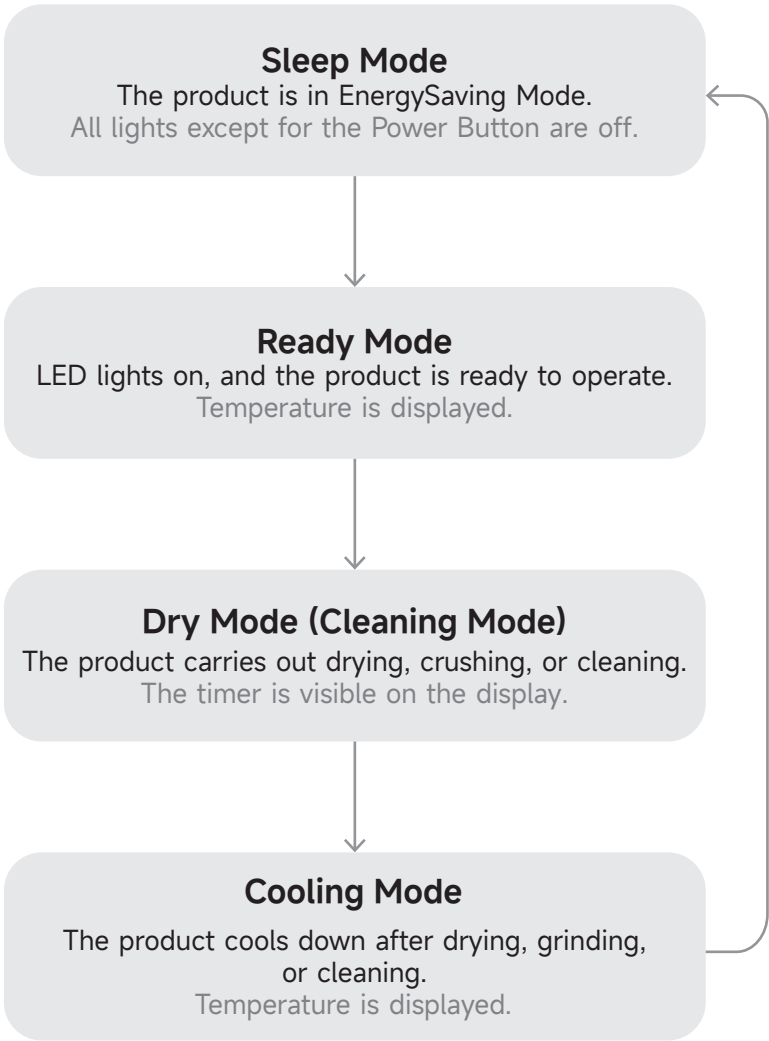 Sleep Mode
The product is in EnergySaving Mode.
All lights except for the Power Button are off.
Ready Mode
LED lights on, and the product is ready to operate.
Temperature is displayed.
Dry Mode (Cleaning Mode)
The product carries out drying, crushing, or cleaning.
The timer is visible on the display.
Cooling Mode
The product cools down after drying, grinding,
or cleaning.
Temperature is displayed.